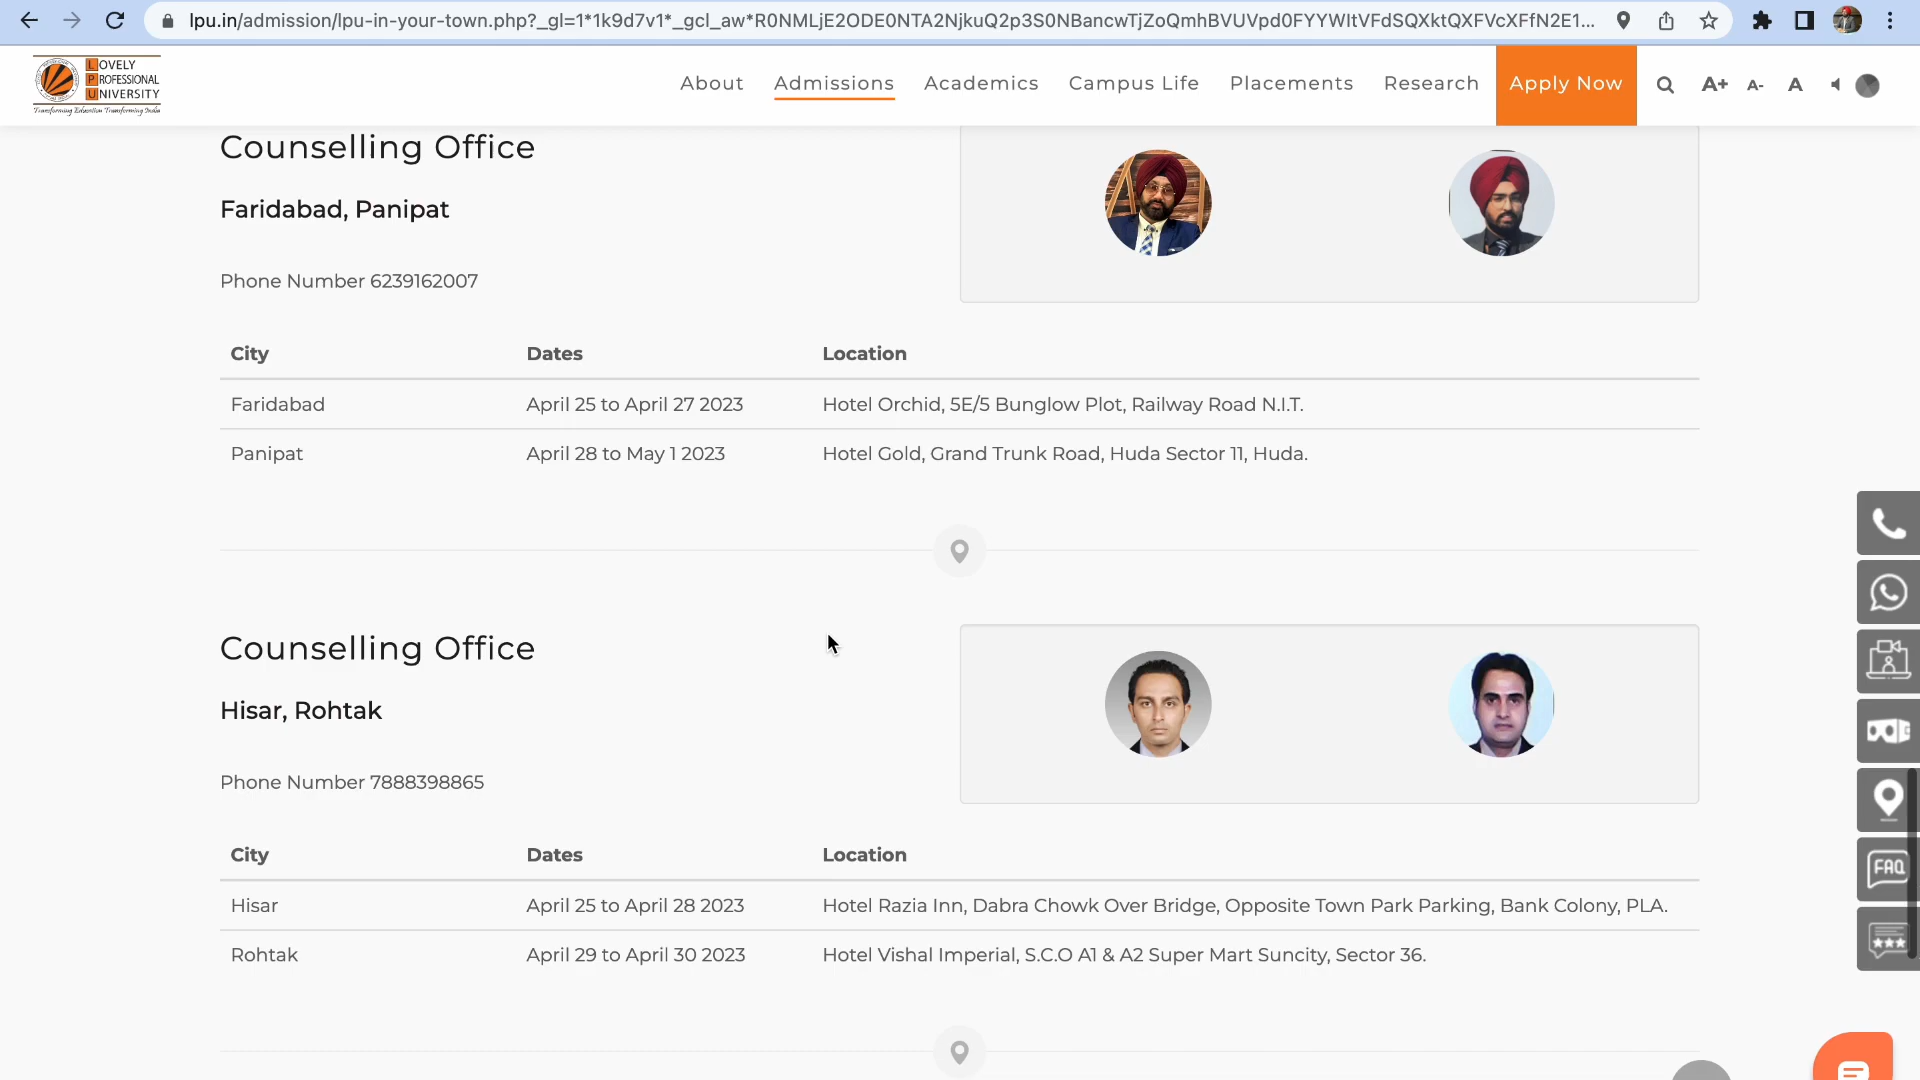 lpu.in/admission/lpu-in-your-town.php?_gl=1*1k9d7v1*_gcl_aw*R0NMLjE2ODE0NTA2NjkuQ2p3S0NBancwTjZoQmhBVUVpd0FYYWltVFdSQXktQXFVcXFfN2E1...
LOVELY
PROFESSIONAL
UNIVERSITY
Transforming Education Transforming India
About Admissions Academics Campus Life Placements Research Apply Now A+ A- A
Counselling Office
Faridabad, Panipat
Phone Number 6239162007
City Dates Location
Faridabad April 25 to April 27 2023 Hotel Orchid, 5E/5 Bunglow Plot, Railway Road N.I.T.
Panipat April 28 to May 1 2023 Hotel Gold, Grand Trunk Road, Huda Sector 11, Huda.
Counselling Office
Hisar, Rohtak
Phone Number 7888398865
City Dates Location
Hisar April 25 to April 28 2023 Hotel Razia Inn, Dabra Chowk Over Bridge, Opposite Town Park Parking, Bank Colony, PLA.
Rohtak April 29 to April 30 2023 Hotel Vishal Imperial, S.C.O A1 & A2 Super Mart Suncity, Sector 36.
FAQ